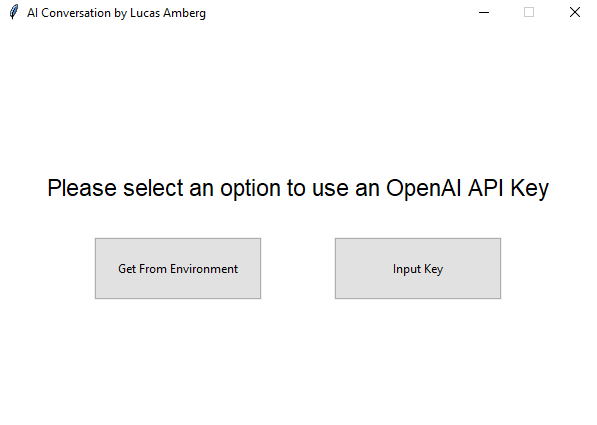 AI Conversation by Lucas Amberg
Please select an option to use an OpenAI API Key
Get From Environment
Input Key